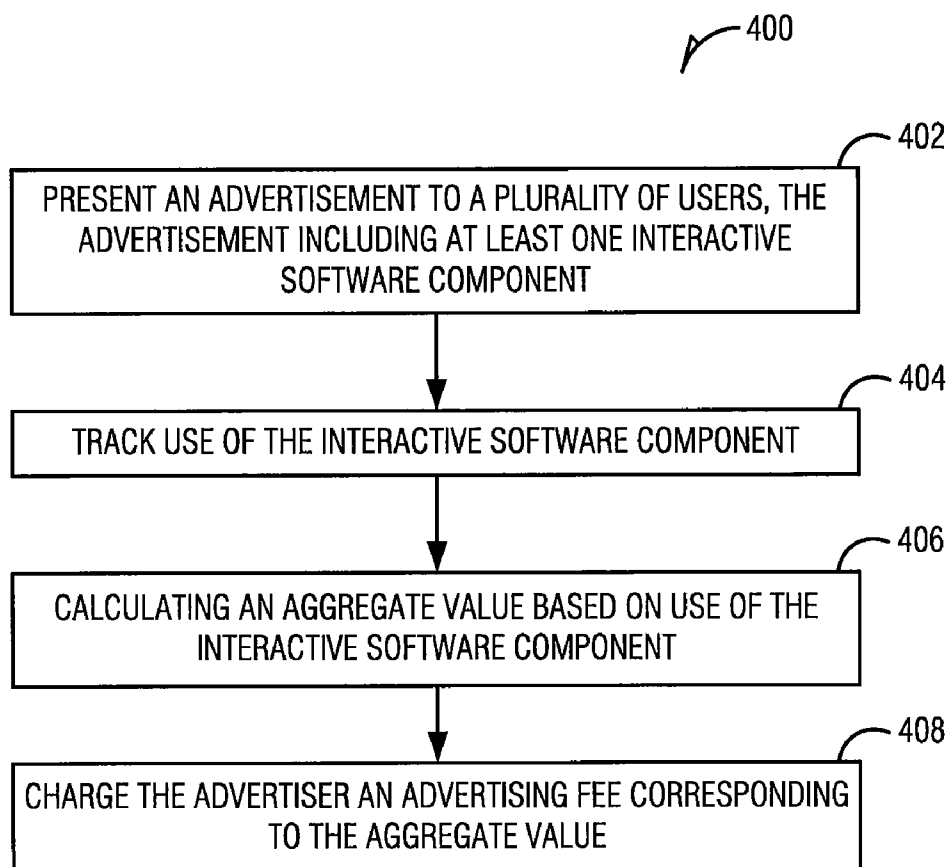 400
402
PRESENT AN ADVERTISEMENT TO A PLURALITY OF USERS, THE
ADVERTISEMENT INCLUDING AT LEAST ONE INTERACTIVE
SOFTWARE COMPONENT
404
TRACK USE OF THE INTERACTIVE SOFTWARE COMPONENT
406
CALCULATING AN AGGREGATE VALUE BASED ON USE OF THE
INTERACTIVE SOFTWARE COMPONENT
408
CHARGE THE ADVERTISER AN ADVERTISING FEE CORRESPONDING
TO THE AGGREGATE VALUE